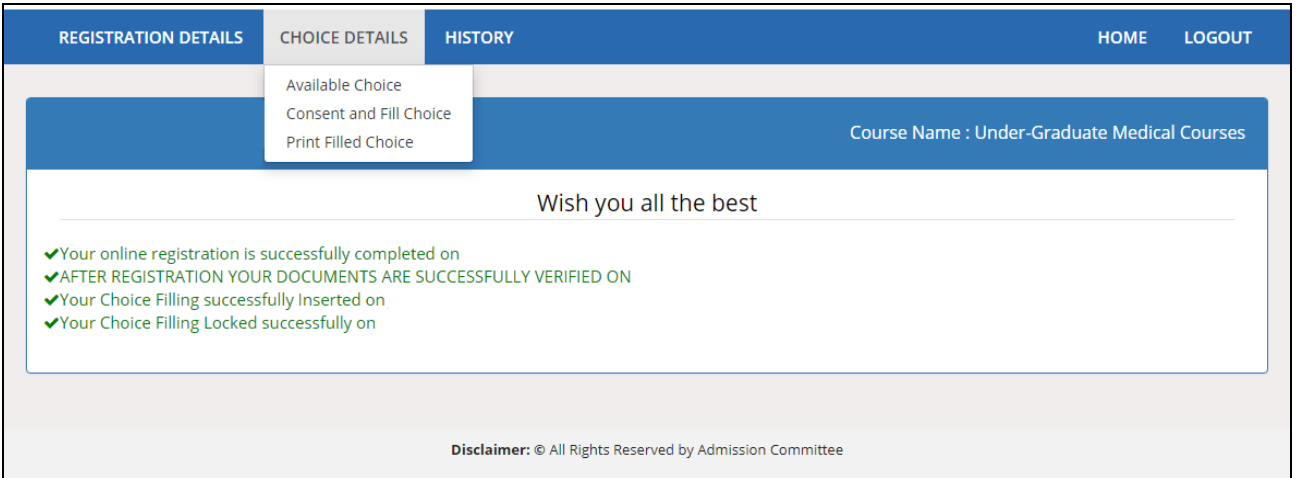 REGISTRATION DETAILS CHOICE DETAILS HISTORY HOME LOGOUT
Available Choice
Consent and Fill Choice
Print Filled Choice
Course Name : Under-Graduate Medical Courses
Wish you all the best
✔Your online registration is successfully completed on
✔AFTER REGISTRATION YOUR DOCUMENTS ARE SUCCESSFULLY VERIFIED ON
✔Your Choice Filling successfully Inserted on
✔Your Choice Filling Locked successfully on
Disclaimer: © All Rights Reserved by Admission Committee